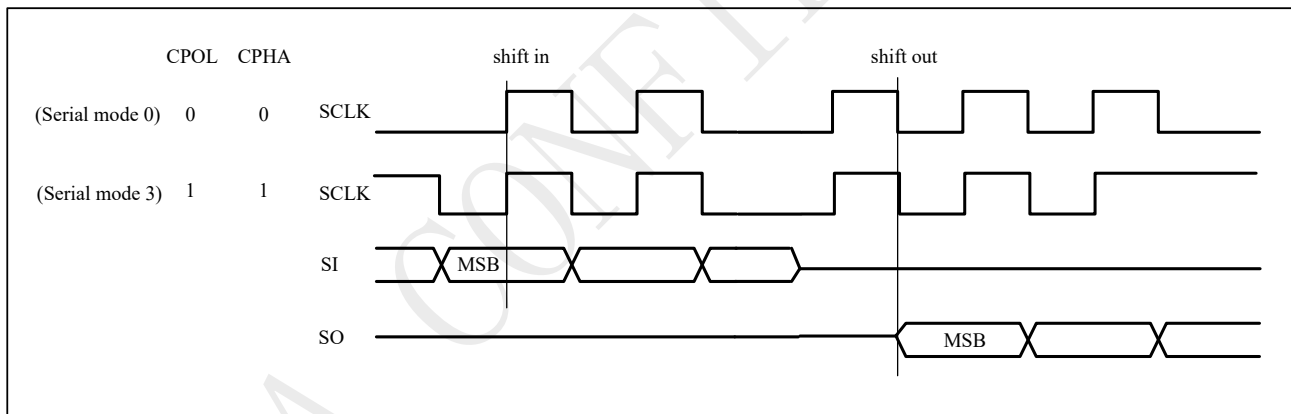 CPOL CPHA shift in shift out
(Serial mode 0) 0 0 SCLK
(Serial mode 3) 1 1 SCLK
SI MSB
SO MSB